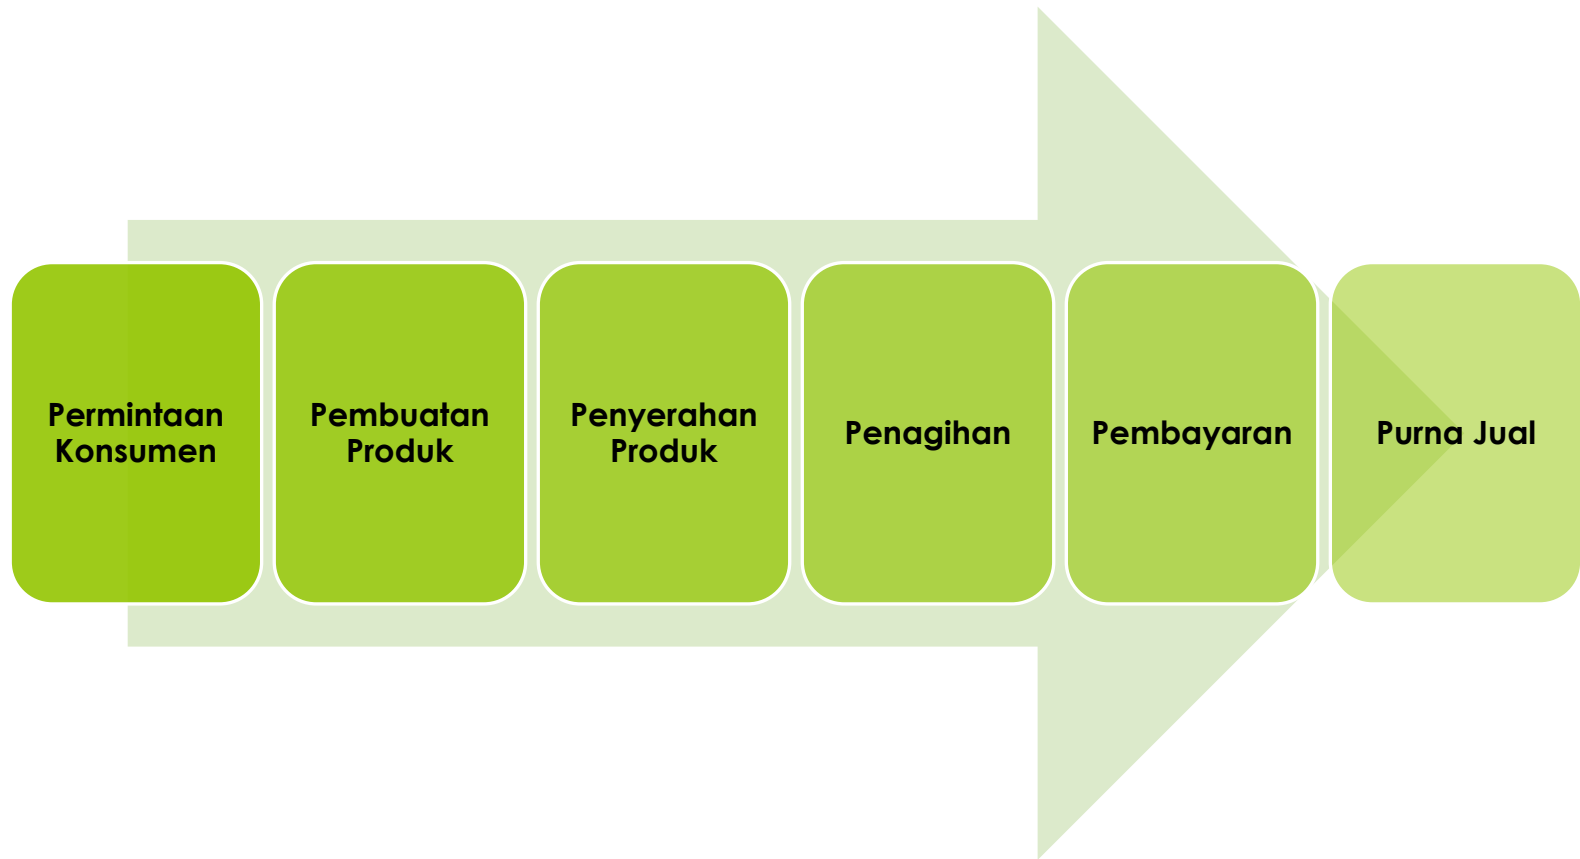 Permintaan
Konsumen
Pembuatan
Produk
Penyerahan
Produk
Penagihan
Pembayaran
Purna Jual